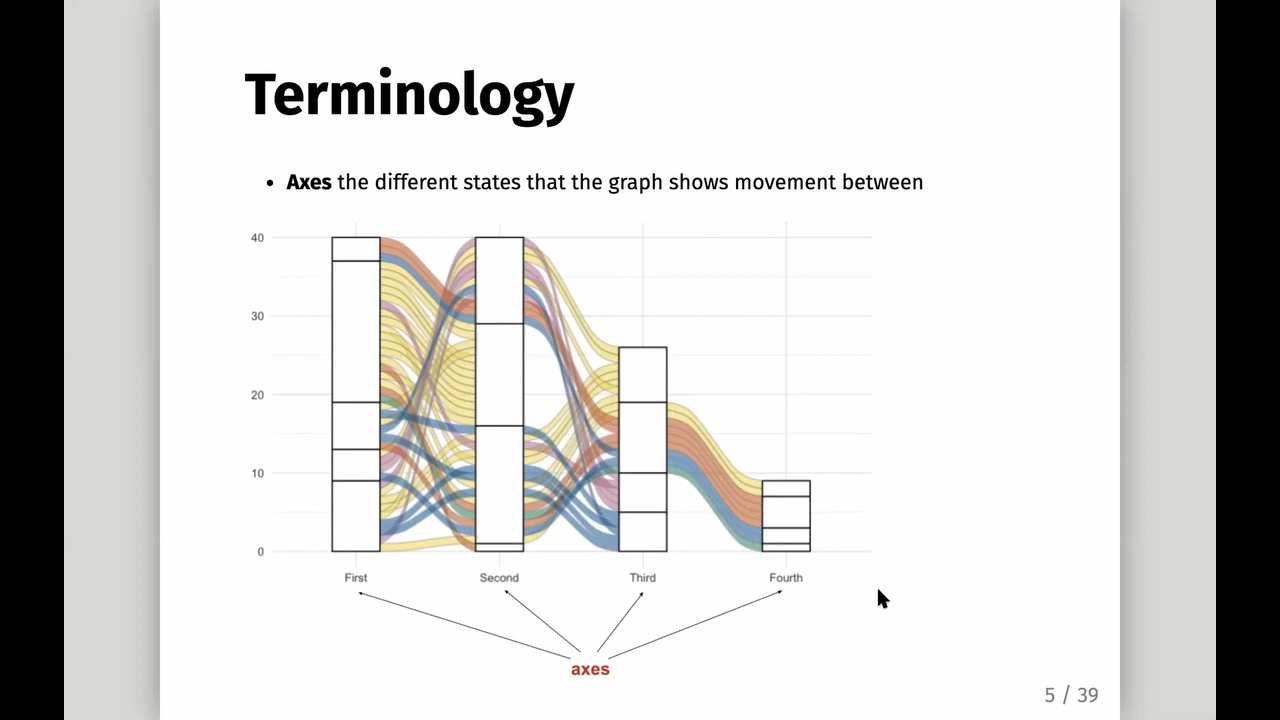 Terminology
• Axes the different states that the graph shows movement between
40
30
20
10
0
First Second Third Fourth
axes
5 / 39